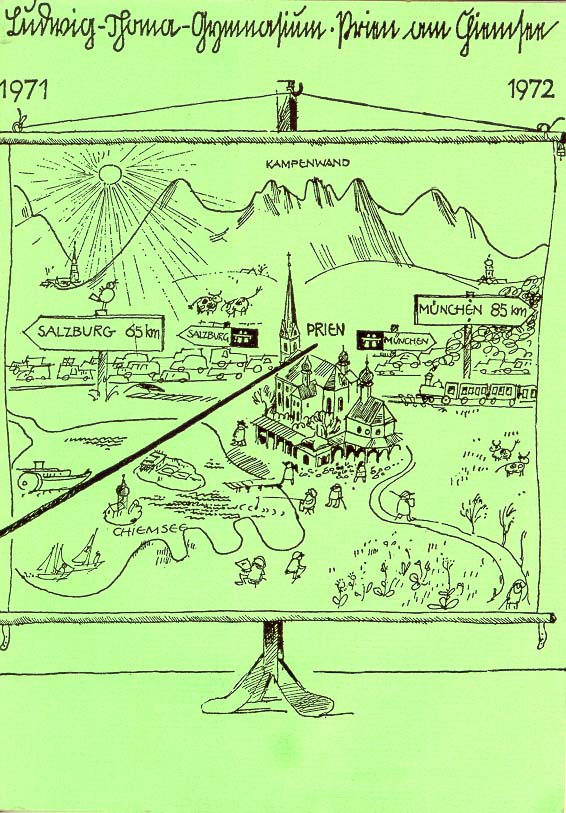 Ludwig-Thoma-Gymnasium · Prien am Chiemsee
1971
1972
KAMPENWAND
SALZBURG 65 km
SALZBURG
PRIEN
MÜNCHEN
MÜNCHEN 85 km
CHIEMSEE